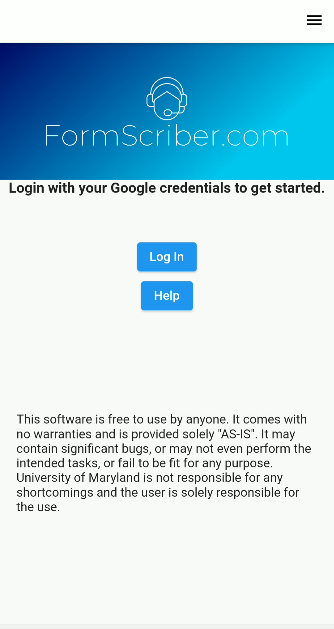 FormScriber.com
Login with your Google credentials to get started.
Log In
Help
This software is free to use by anyone. It comes with
no warranties and is provided solely "AS-IS". It may
contain significant bugs, or may not even perform the
intended tasks, or fail to be fit for any purpose.
University of Maryland is not responsible for any
shortcomings and the user is solely responsible for
the use.